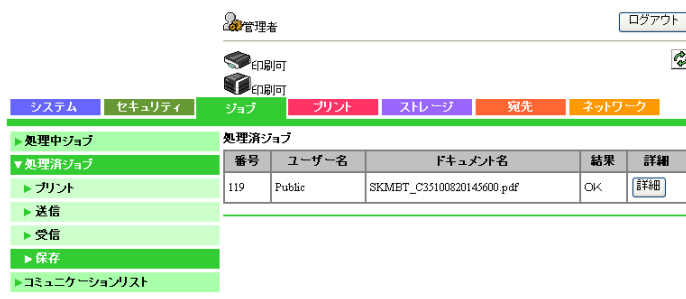 管理者
ログアウト
印刷可
印刷可
システム セキュリティ ジョブ プリント ストレージ 宛先 ネットワーク
▶処理中ジョブ
▼処理済ジョブ
▶プリント
▶送信
▶受信
▶保存
▶コミュニケーションリスト
処理済ジョブ
番号 ユーザー名 ドキュメント名 結果 詳細
119 Public SKMBT_C35100820145600.pdf OK 詳細